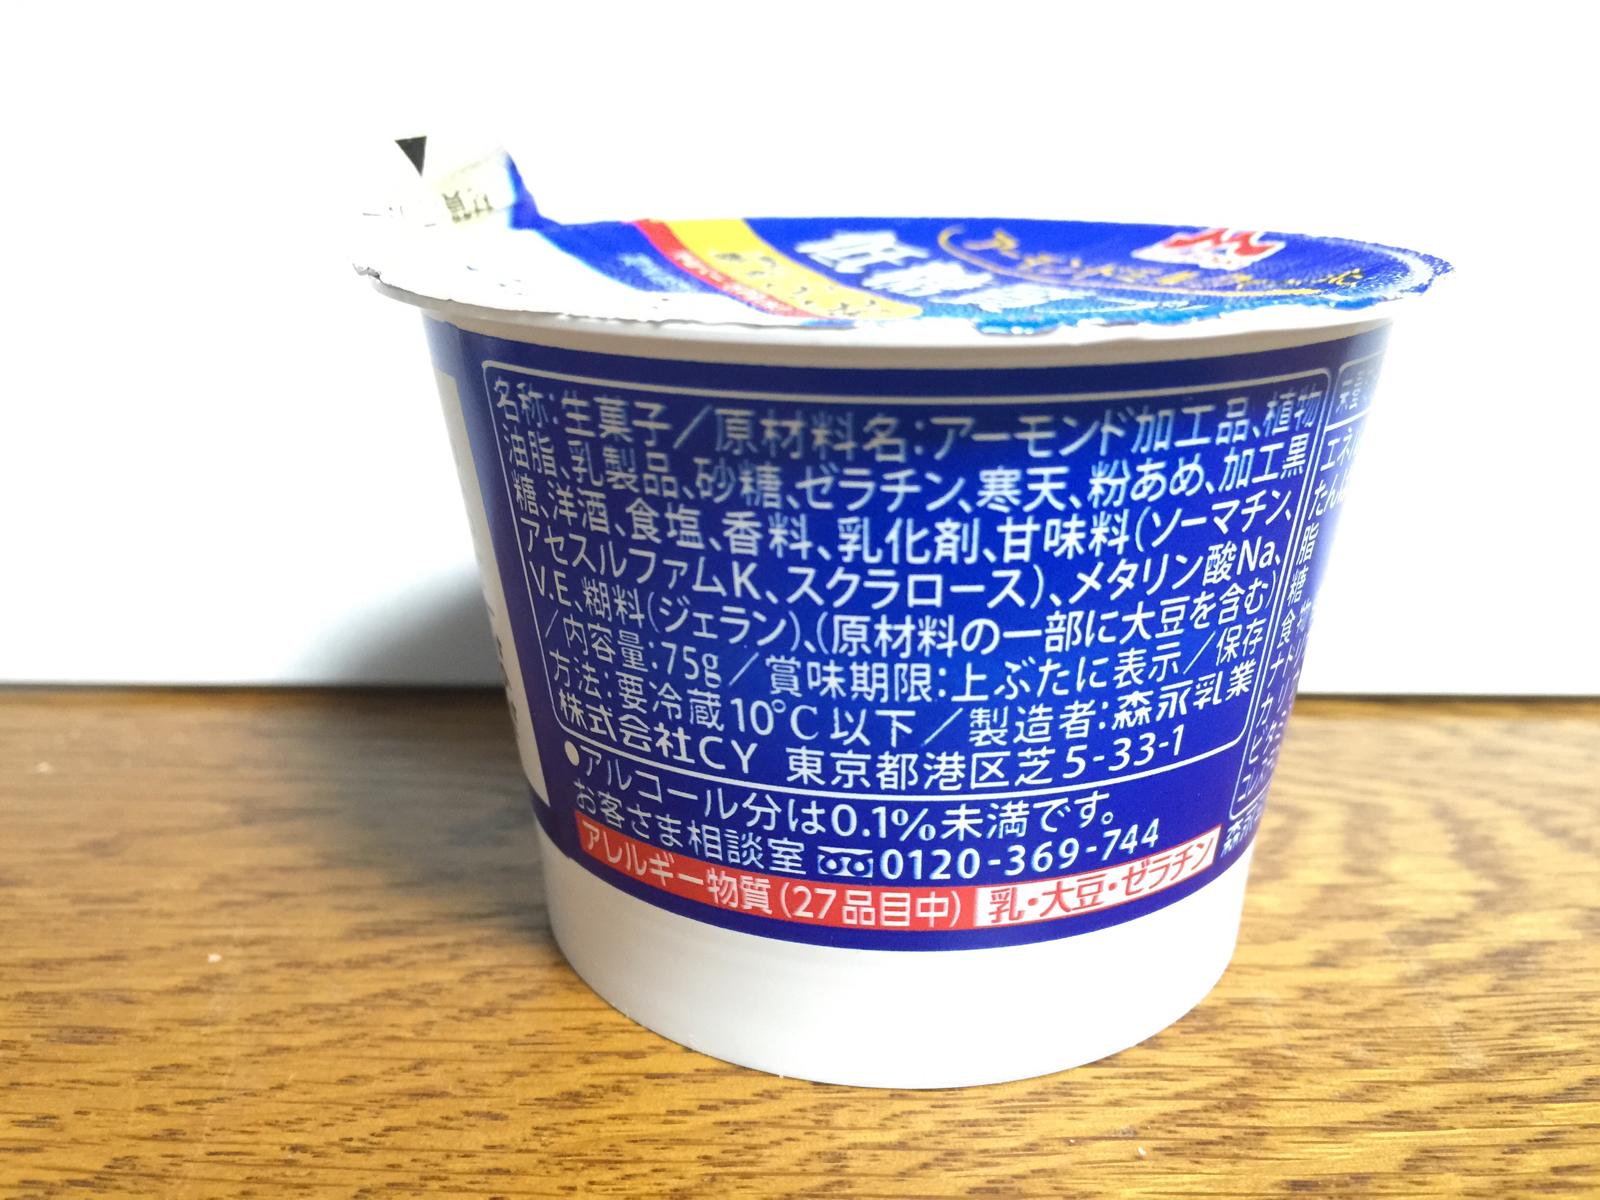 低糖質
アーモンド
名称：生菓子／原材料名：アーモンド加工品、植物
油脂、乳製品、砂糖、ゼラチン、寒天、粉あめ、加工黒
糖、洋酒、食塩、香料、乳化剤、甘味料(ソーマチン、
アセスルファムK、スクラロース)、メタリン酸Na、
V.E、糊料(ジェラン)、(原材料の一部に大豆を含む)
／内容量：75g／賞味期限：上ぶたに表示／保存
方法：要冷蔵10℃以下／製造者：森永乳業
株式会社CY 東京都港区芝5-33-1
●アルコール分は0.1%未満です。
お客さま相談室 0120-369-744
アレルギー物質(27品目中) 乳・大豆・ゼラチン